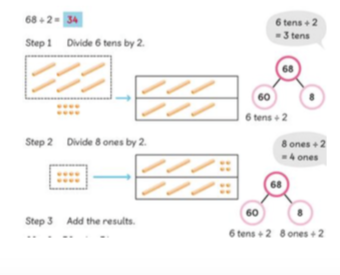 68 ÷ 2 = 34
6 tens ÷ 2
= 3 tens
Step 1 Divide 6 tens by 2.
68
60 8
6 tens ÷ 2
Step 2 Divide 8 ones by 2.
8 ones ÷ 2
= 4 ones
68
60 8
6 tens ÷ 2 8 ones ÷ 2
Step 3 Add the results.